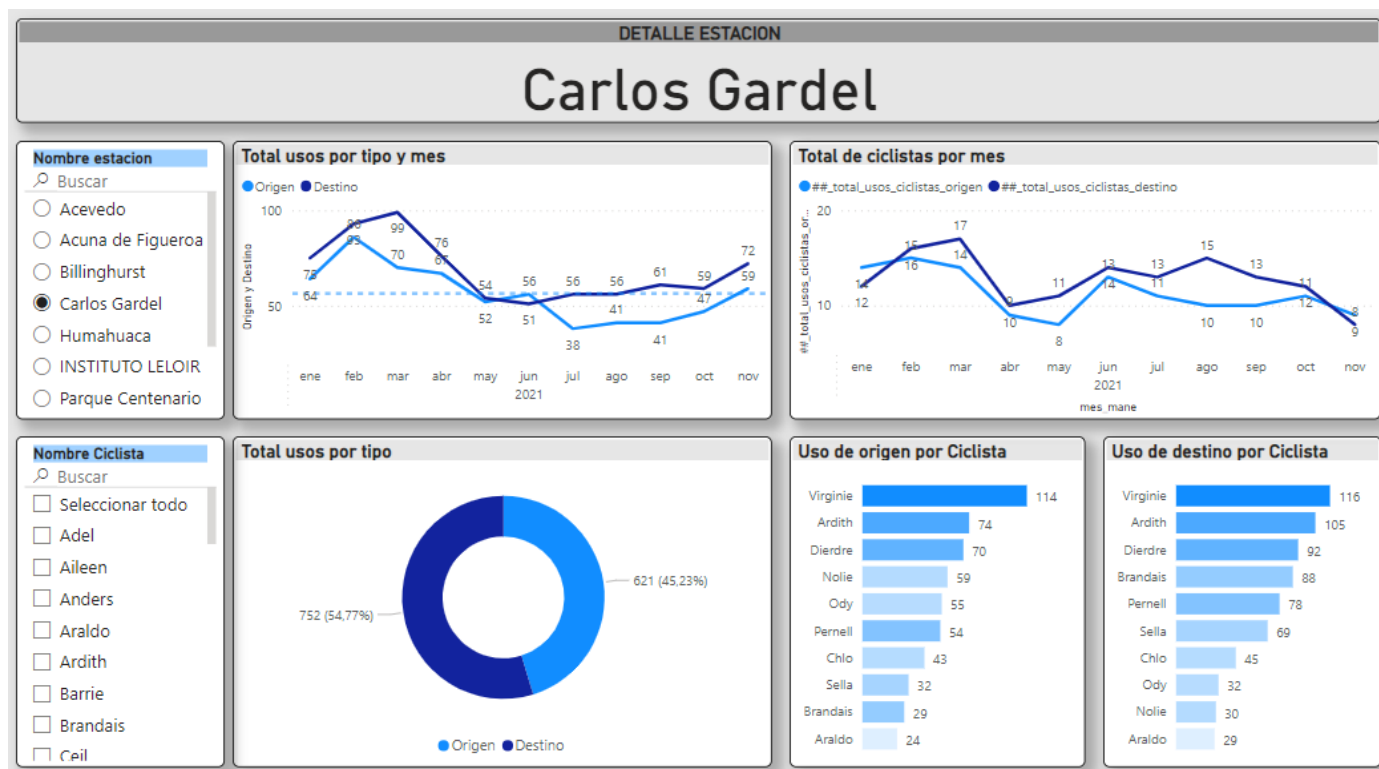 DETALLE ESTACION
Carlos Gardel
Nombre estacion
Buscar
Acevedo
Acuna de Figueroa
Billinghurst
Carlos Gardel
Humahuaca
INSTITUTO LELOIR
Parque Centenario
Total usos por tipo y mes
Origen Destino
Origen y Destino
100
50
64
70 99
67 76
52 54
51 56
38 56
41 56
41 61
47 59
59 72
ene feb mar abr may jun jul ago sep oct nov
2021
Total de ciclistas por mes
##_total_usos_ciclistas_origen ##_total_usos_ciclistas_destino
##_total_usos_ciclistas_or...
20
10
14 12
15 16
17 14
9 10
11 8
13 14
13 11
15 10
13 10
11 12
8 9
ene feb mar abr may jun jul ago sep oct nov
2021
mes_mane
Nombre Ciclista
Buscar
Seleccionar todo
Adel
Aileen
Anders
Araldo
Ardith
Barrie
Brandais
Ceil
Total usos por tipo
621 (45,23%)
752 (54,77%)
Origen Destino
Uso de origen por Ciclista
Virginie 114
Ardith 74
Dierdre 70
Nolie 59
Ody 55
Pernell 54
Chlo 43
Sella 32
Brandais 29
Araldo 24
Uso de destino por Ciclista
Virginie 116
Ardith 105
Dierdre 92
Brandais 88
Pernell 78
Sella 69
Chlo 45
Ody 32
Nolie 30
Araldo 29